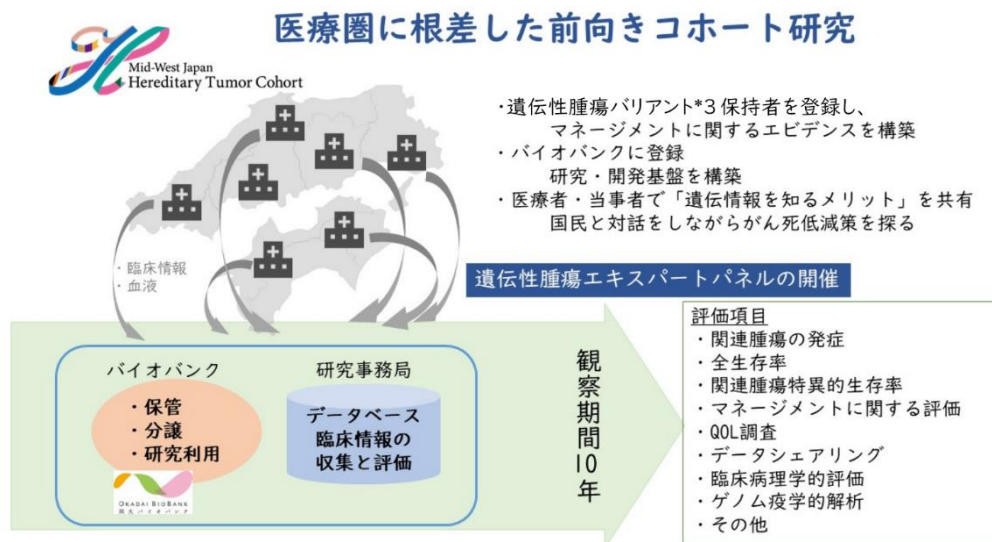 医療圏に根差した前向きコホート研究
Mid-West Japan
Hereditary Tumor Cohort
・遺伝性腫瘍バリアント*3保持者を登録し、
マネージメントに関するエビデンスを構築
・バイオバンクに登録
研究・開発基盤を構築
・医療者・当事者で「遺伝情報を知るメリット」を共有
国民と対話をしながらがん死低減策を探る
・臨床情報
・血液
遺伝性腫瘍エキスパートパネルの開催
バイオバンク
・保管
・分譲
・研究利用
OKADAI BIOBANK
岡大バイオバンク
研究事務局
データベース
臨床情報の
収集と評価
観察期間10年
評価項目
・関連腫瘍の発症
・全生存率
・関連腫瘍特異的生存率
・マネージメントに関する評価
・QOL調査
・データシェアリング
・臨床病理学的評価
・ゲノム疫学的解析
・その他